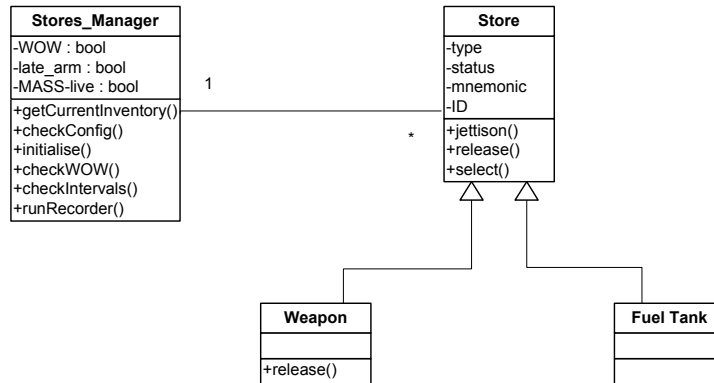 Stores_Manager
-WOW : bool
-late_arm : bool
-MASS-live : bool
+getCurrentInventory()
+checkConfig()
+initialise()
+checkWOW()
+checkIntervals()
+runRecorder()
1
*
Store
-type
-status
-mnemonic
-ID
+jettison()
+release()
+select()
Weapon
+release()
Fuel Tank